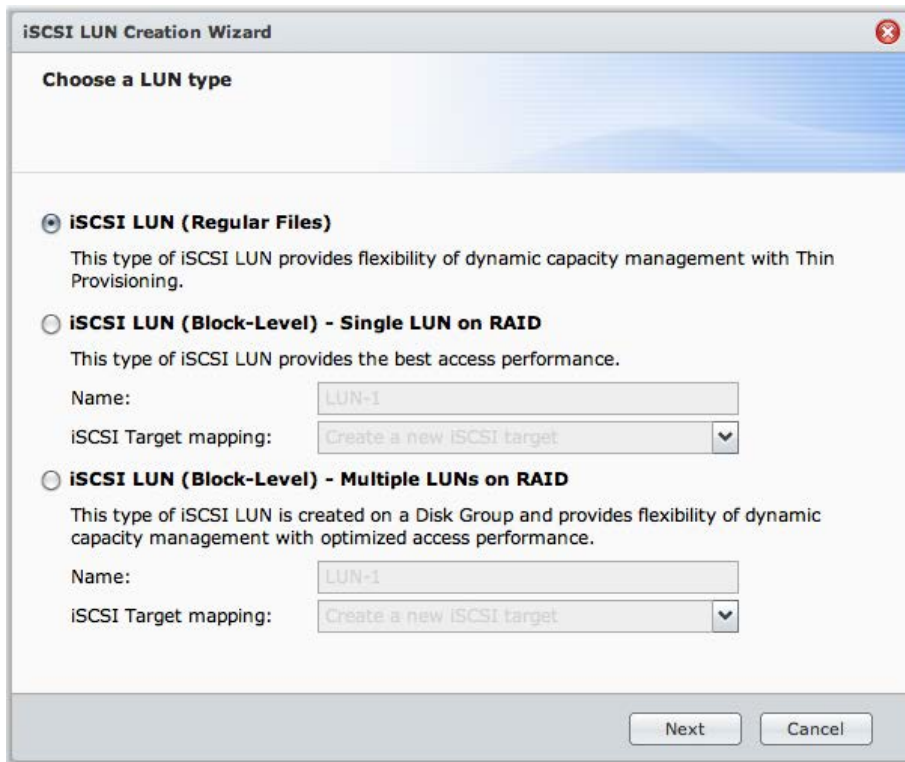 iSCSI LUN Creation Wizard
Choose a LUN type
iSCSI LUN (Regular Files)
This type of iSCSI LUN provides flexibility of dynamic capacity management with Thin
Provisioning.
iSCSI LUN (Block-Level) - Single LUN on RAID
This type of iSCSI LUN provides the best access performance.
Name: LUN-1
iSCSI Target mapping: Create a new iSCSI target
iSCSI LUN (Block-Level) - Multiple LUNs on RAID
This type of iSCSI LUN is created on a Disk Group and provides flexibility of dynamic
capacity management with optimized access performance.
Name: LUN-1
iSCSI Target mapping: Create a new iSCSI target
Next Cancel